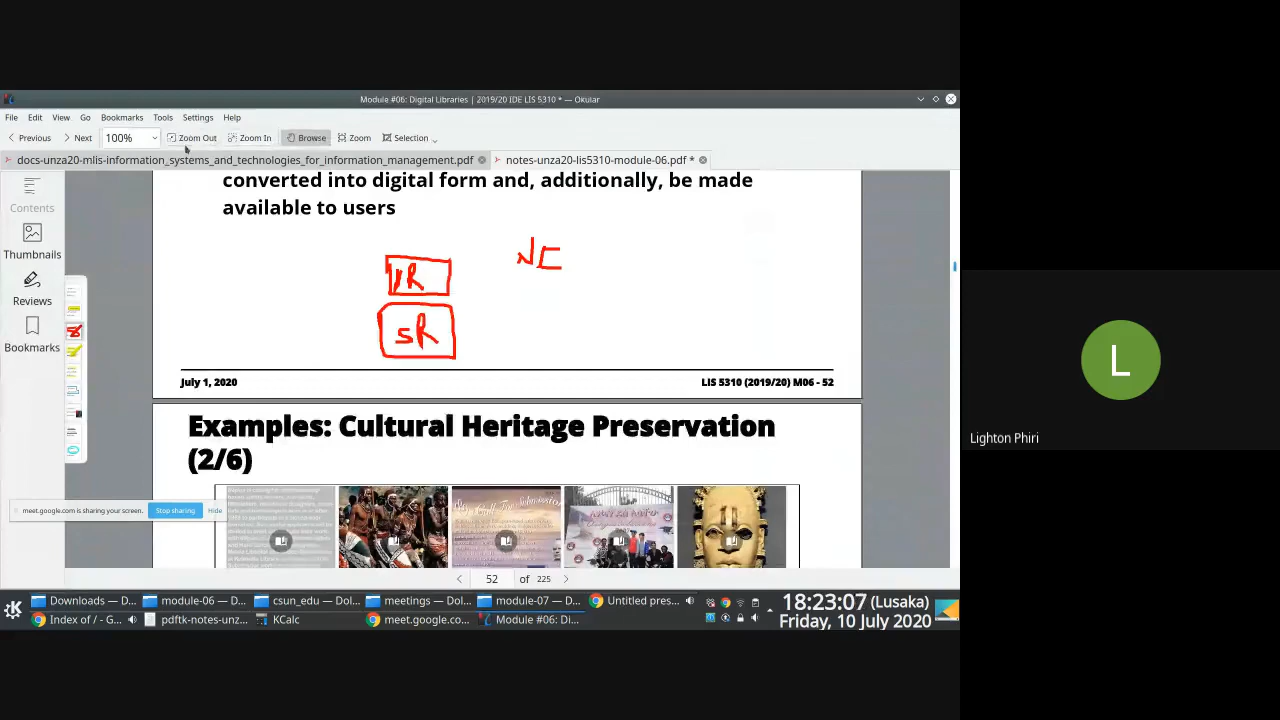 Module #06: Digital Libraries | 2019/20 IDE LIS 5310 * — Okular
File Edit View Go Bookmarks Tools Settings Help
Previous Next 100% Zoom Out Zoom In Browse Zoom Selection
docs-unza20-mlis-information_systems_and_technologies_for_information_management.pdf notes-unza20-lis5310-module-06.pdf *
Contents
Thumbnails
Reviews
Bookmarks
converted into digital form and, additionally, be made
available to users
SR
July 1, 2020 LIS 5310 (2019/20) M06 - 52
Examples: Cultural Heritage Preservation
(2/6)
meet.google.com is sharing your screen. Stop sharing Hide
52 of 225
Downloads — D... module-06 — D... csun_edu — Dol... meetings — Dol... module-07 — D... Untitled pres...
Index of / - G... pdftk-notes-unz... KCalc meet.google.co... Module #06: Di...
18:23:07 (Lusaka)
Friday, 10 July 2020
L
Lighton Phiri